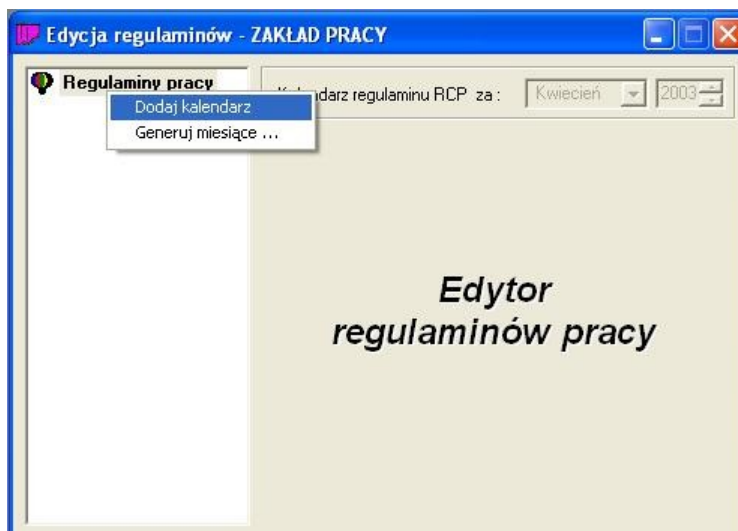 Edycja regulaminów - ZAKŁAD PRACY
Regulaminy pracy
Dodaj kalendarz
Generuj miesiące ...
regulaminu RCP za :
Kwiecień
2003
Edytor
regulaminów pracy